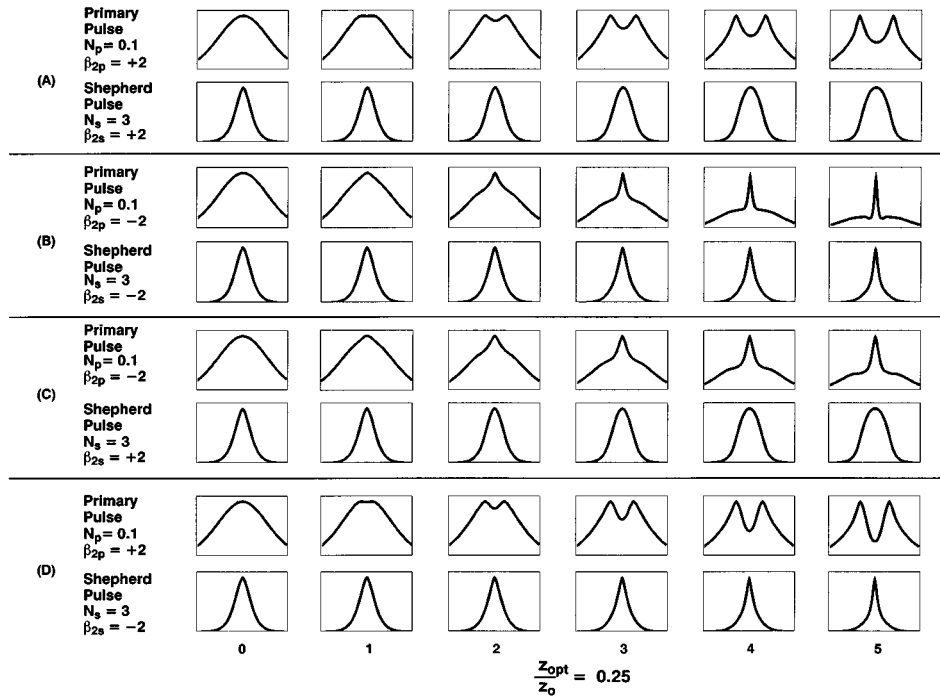 (A)
Primary
Pulse
Np = 0.1
β2p = +2
Shepherd
Pulse
Ns = 3
β2s = +2
(B)
Primary
Pulse
Np = 0.1
β2p = −2
Shepherd
Pulse
Ns = 3
β2s = −2
(C)
Primary
Pulse
Np = 0.1
β2p = −2
Shepherd
Pulse
Ns = 3
β2s = +2
(D)
Primary
Pulse
Np = 0.1
β2p = +2
Shepherd
Pulse
Ns = 3
β2s = −2
0 1 2 3 4 5
zopt/zo = 0.25